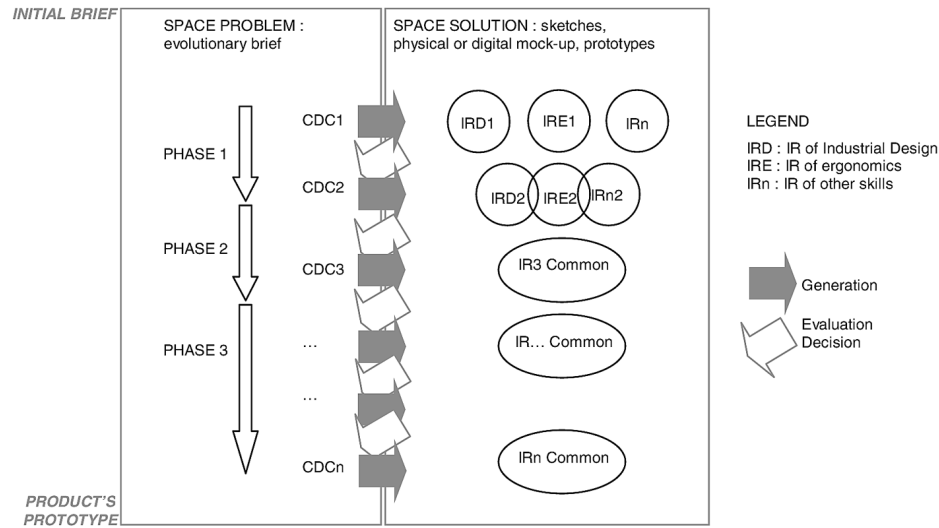 INITIAL BRIEF
SPACE PROBLEM :
evolutionary brief
SPACE SOLUTION : sketches,
physical or digital mock-up, prototypes
CDC1
IRD1
IRE1
IRn
PHASE 1
CDC2
IRD2
IRE2
IRn2
PHASE 2
CDC3
IR3 Common
PHASE 3
...
IR... Common
...
CDCn
IRn Common
PRODUCT'S
PROTOTYPE
LEGEND
IRD : IR of Industrial Design
IRE : IR of ergonomics
IRn : IR of other skills
Generation
Evaluation
Decision